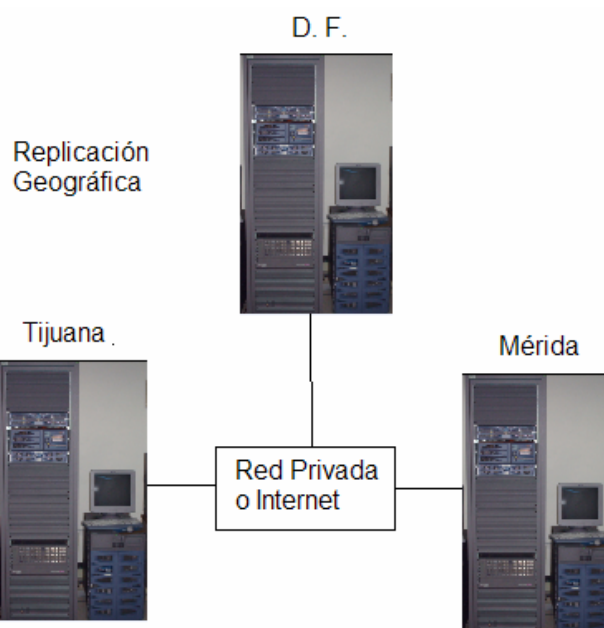 D. F.
Replicación
Geográfica
Tijuana .
Mérida
Red Privada
o Internet